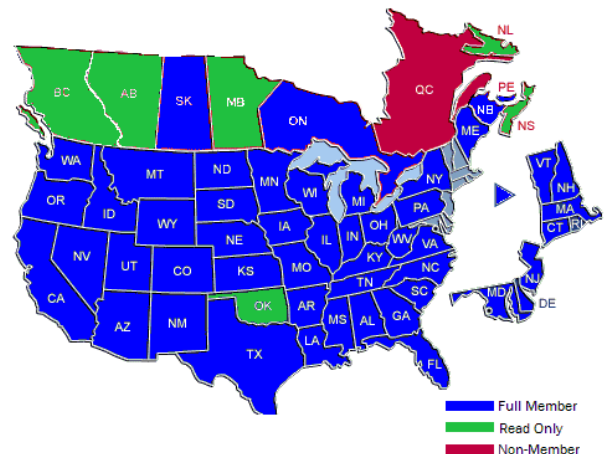 NL
BC
AB
SK
MB
ON
QC
PE
NB
NS
ME
WA
MT
ND
MN
OR
ID
WY
SD
WI
MI
NY
VT
NH
MA
CT
RI
NV
UT
CO
NE
KS
IA
MO
IL
IN
OH
PA
WV
VA
KY
NC
TN
SC
CA
AZ
NM
OK
AR
TX
LA
MS
AL
GA
FL
NJ
MD
DE
Full Member
Read Only
Non-Member